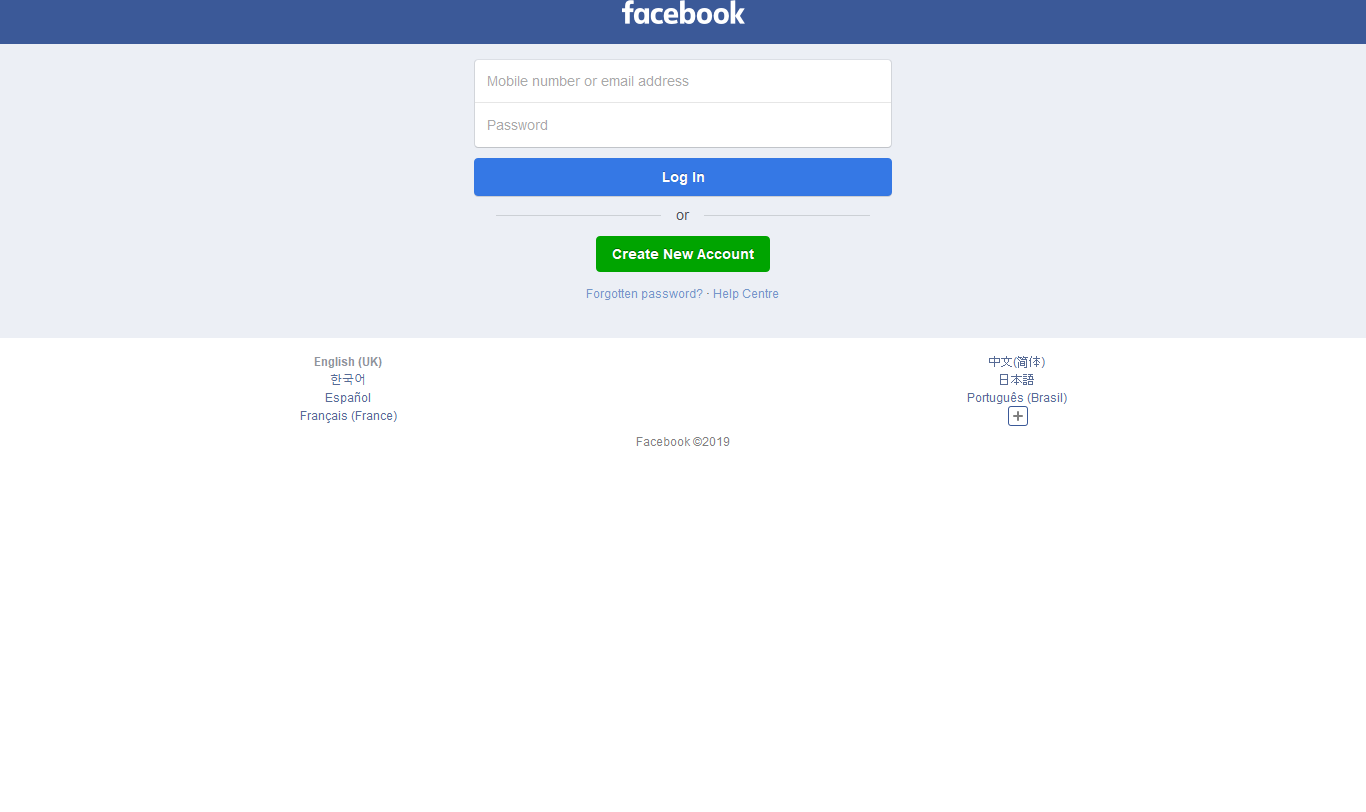 facebook
Mobile number or email address
Password
Log In
or
Create New Account
Forgotten password? · Help Centre
English (UK)
한국어
Español
Français (France)
中文(简体)
日本語
Português (Brasil)
Facebook ©2019